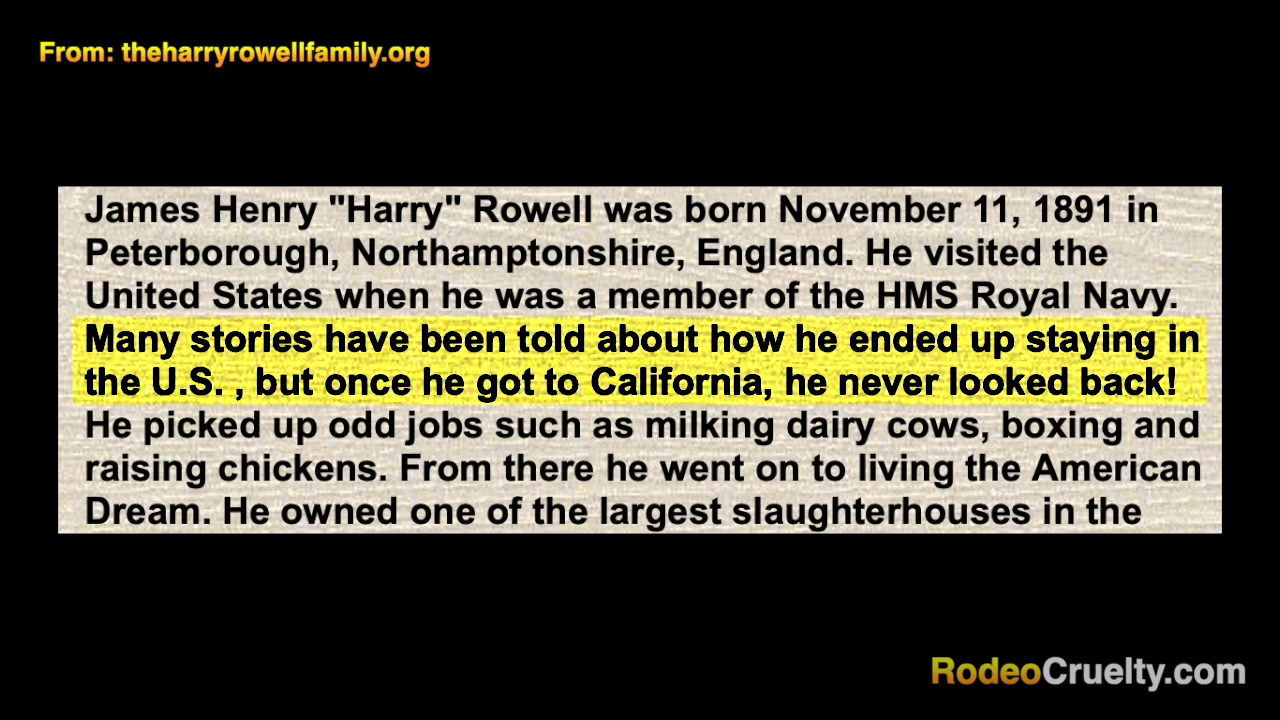 From: theharryrowellfamily.org
James Henry "Harry" Rowell was born November 11, 1891 in
Peterborough, Northamptonshire, England. He visited the
United States when he was a member of the HMS Royal Navy.
Many stories have been told about how he ended up staying in
the U.S. , but once he got to California, he never looked back!
He picked up odd jobs such as milking dairy cows, boxing and
raising chickens. From there he went on to living the American
Dream. He owned one of the largest slaughterhouses in the
RodeoCruelty.com